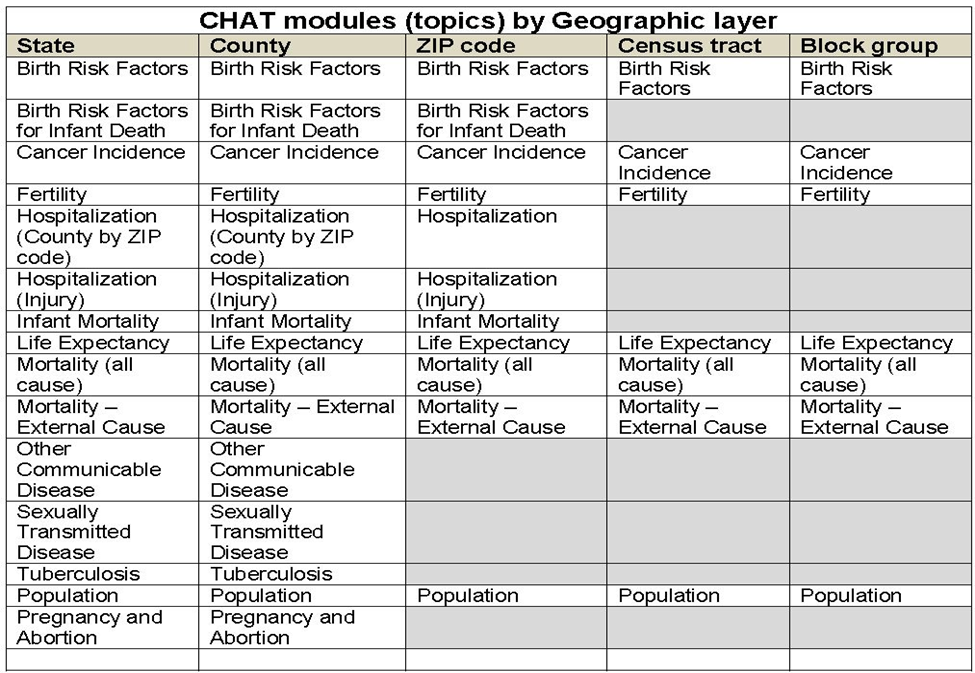 CHAT modules (topics) by Geographic layer
State County ZIP code Census tract Block group
Birth Risk Factors Birth Risk Factors Birth Risk Factors Birth Risk Birth Risk
Factors Factors
Birth Risk Factors Birth Risk Factors Birth Risk Factors
for Infant Death for Infant Death for Infant Death
Cancer Incidence Cancer Incidence Cancer Incidence Cancer Cancer
Incidence Incidence
Fertility Fertility Fertility Fertility Fertility
Hospitalization Hospitalization Hospitalization
(County by ZIP (County by ZIP
code) code)
Hospitalization Hospitalization Hospitalization
(Injury) (Injury) (Injury)
Infant Mortality Infant Mortality Infant Mortality
Life Expectancy Life Expectancy Life Expectancy Life Expectancy Life Expectancy
Mortality (all Mortality (all Mortality (all Mortality (all Mortality (all
cause) cause) cause) cause) cause)
Mortality – Mortality – External Mortality – Mortality – Mortality –
External Cause Cause External Cause External Cause External Cause
Other Other
Communicable Communicable
Disease Disease
Sexually Sexually
Transmitted Transmitted
Disease Disease
Tuberculosis Tuberculosis
Population Population Population Population Population
Pregnancy and Pregnancy and
Abortion Abortion